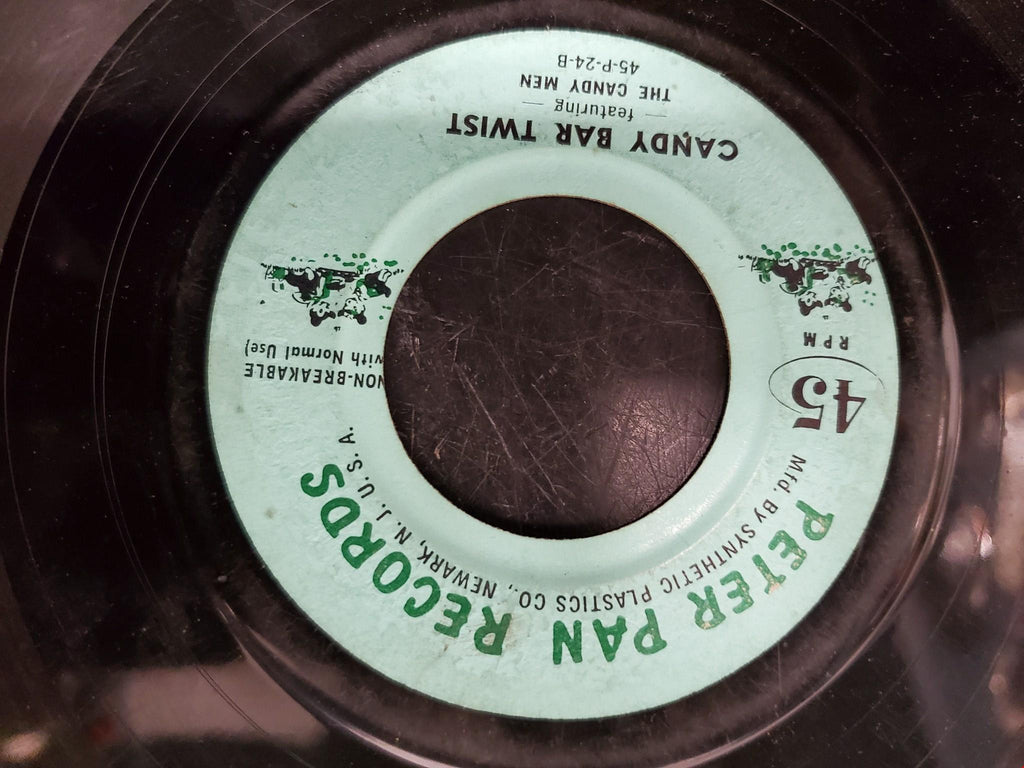 PETER PAN RECORDS
Mfd. By SYNTHETIC PLASTICS CO., NEWARK, N. J. U. S. A.
45
RPM
NON-BREAKABLE
(with Normal Use)
CANDY BAR TWIST
— featuring —
THE CANDY MEN
45-P-24-B